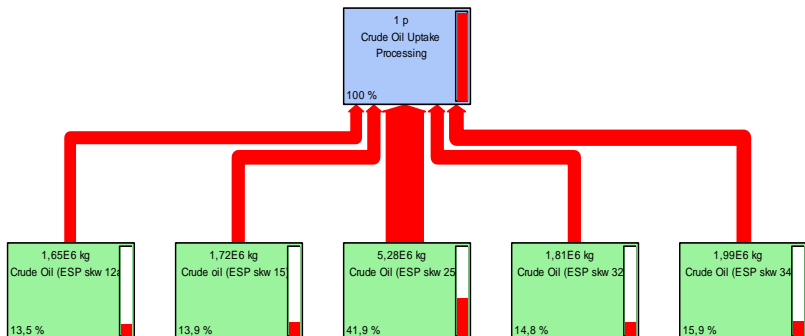 1 p
Crude Oil Uptake
Processing
100 %
1,65E6 kg
Crude Oil (ESP skw 12a
13,5 %
1,72E6 kg
Crude oil (ESP skw 15)
13,9 %
5,28E6 kg
Crude Oil (ESP skw 25
41,9 %
1,81E6 kg
Crude Oil (ESP skw 32
14,8 %
1,99E6 kg
Crude Oil (ESP skw 34
15,9 %